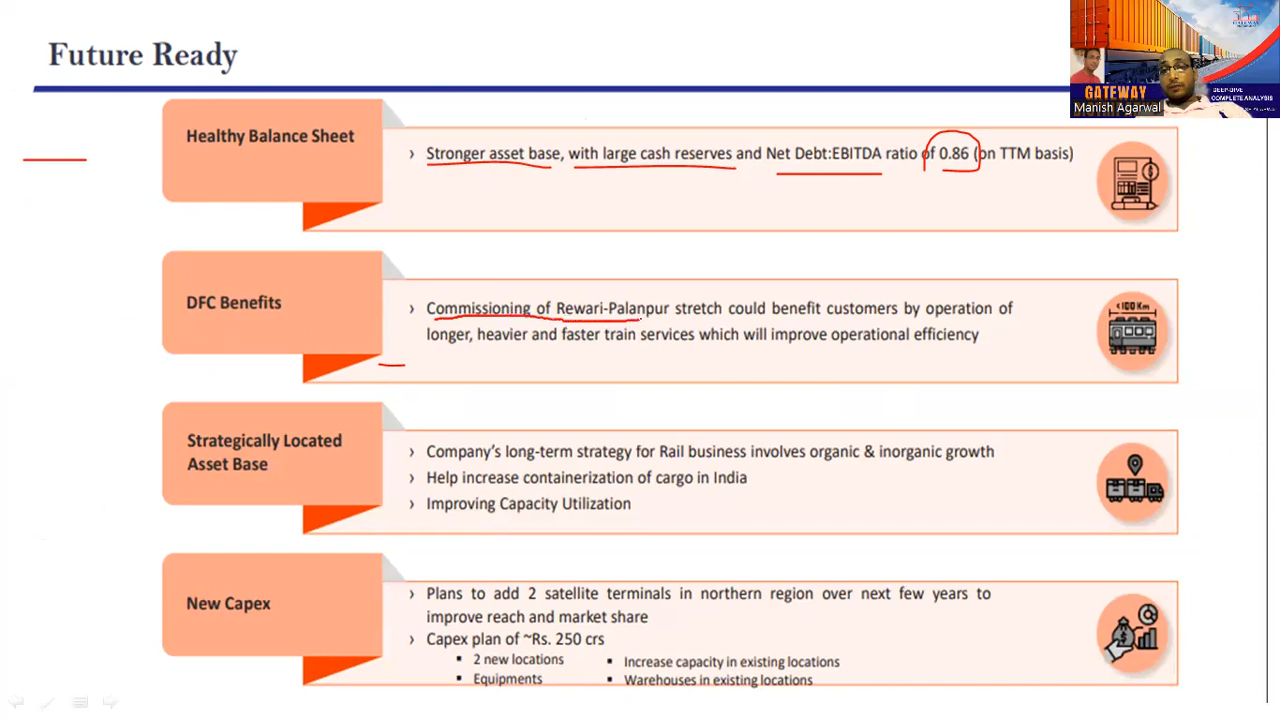 Future Ready
GATEWAY
DEEP-DIVE
COMPLETE ANALYSIS
Manish Agarwal
Healthy Balance Sheet
› Stronger asset base, with large cash reserves and Net Debt:EBITDA ratio of 0.86 (on TTM basis)
DFC Benefits
› Commissioning of Rewari-Palanpur stretch could benefit customers by operation of
longer, heavier and faster train services which will improve operational efficiency
<100 Km
Strategically Located
Asset Base
› Company's long-term strategy for Rail business involves organic & inorganic growth
› Help increase containerization of cargo in India
› Improving Capacity Utilization
New Capex
› Plans to add 2 satellite terminals in northern region over next few years to
improve reach and market share
› Capex plan of ~Rs. 250 crs
▪ 2 new locations
▪ Increase capacity in existing locations
▪ Equipments
▪ Warehouses in existing locations